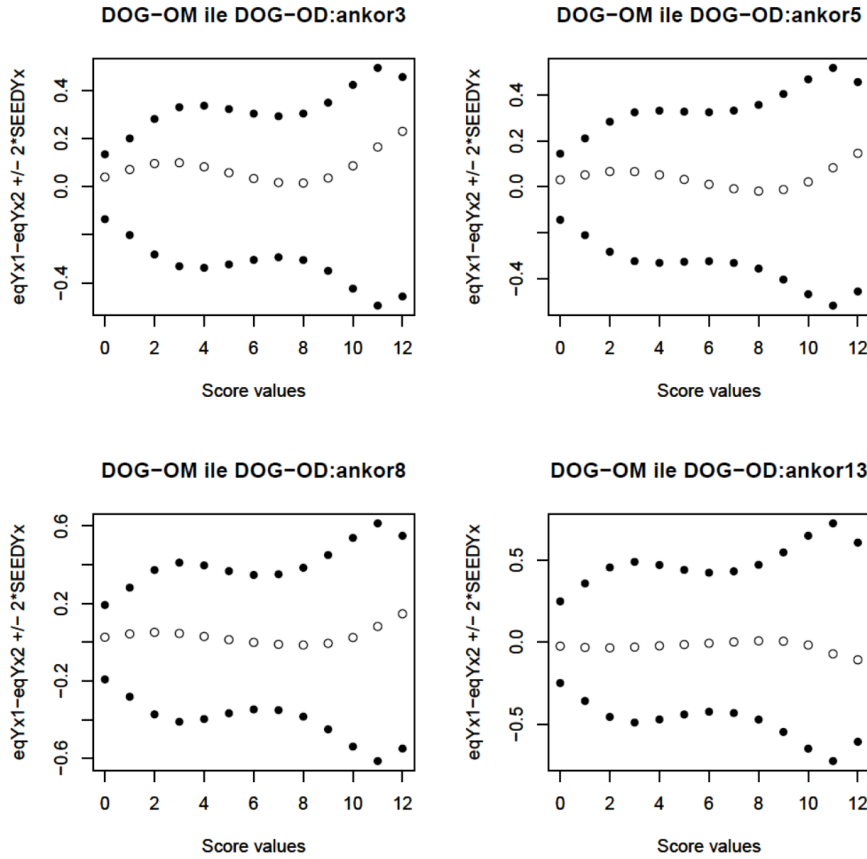 DOG−OM ile DOG−OD:ankor3
eqYx1−eqYx2 +/− 2*SEEDYx
0.4
0.2
0.0
−0.4
0 2 4 6 8 10 12
Score values
DOG−OM ile DOG−OD:ankor5
eqYx1−eqYx2 +/− 2*SEEDYx
0.4
0.2
0.0
−0.4
0 2 4 6 8 10 12
Score values
DOG−OM ile DOG−OD:ankor8
eqYx1−eqYx2 +/− 2*SEEDYx
0.6
0.2
−0.2
−0.6
0 2 4 6 8 10 12
Score values
DOG−OM ile DOG−OD:ankor13
eqYx1−eqYx2 +/− 2*SEEDYx
0.5
0.0
−0.5
0 2 4 6 8 10 12
Score values